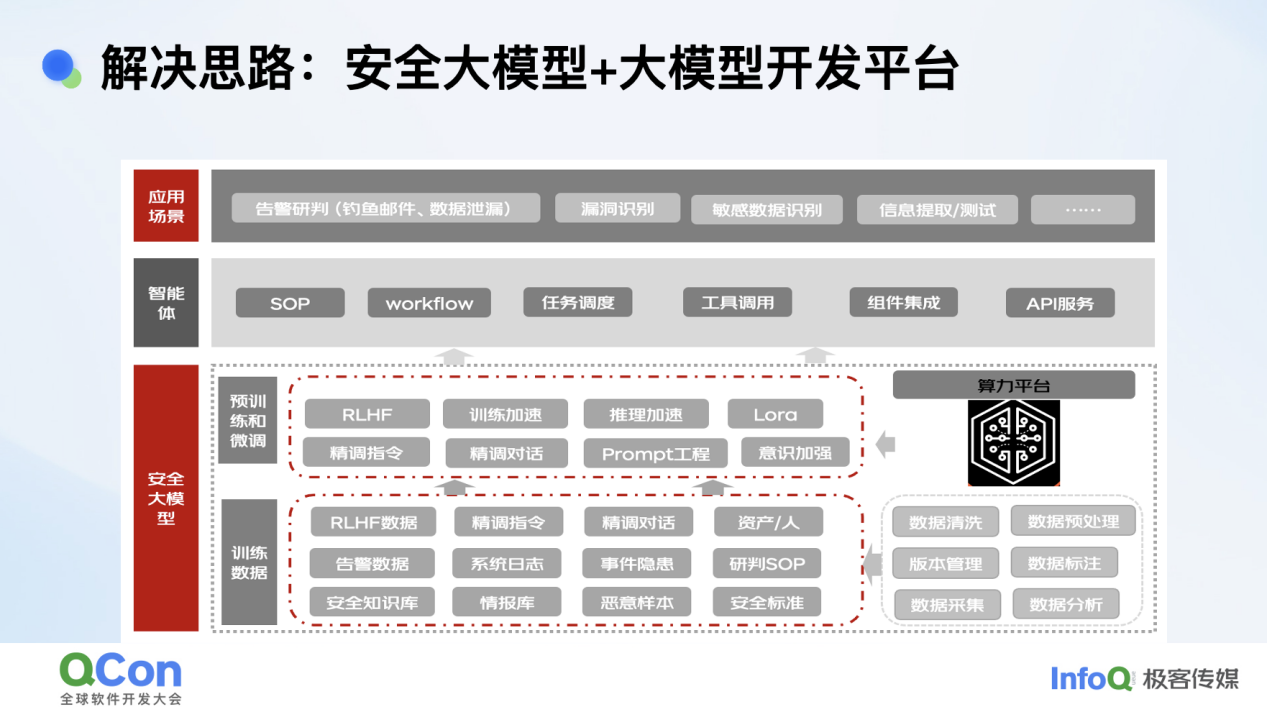 解决思路：安全大模型+大模型开发平台
应用
场景
告警研判（钓鱼邮件、数据泄漏）
漏洞识别
敏感数据识别
信息提取/测试
……
智能
体
SOP
workflow
任务调度
工具调用
组件集成
API服务
安全
大模
型
预训
练和
微调
RLHF
训练加速
推理加速
Lora
精调指令
精调对话
Prompt工程
意识加强
算力平台
训练
数据
RLHF数据
精调指令
精调对话
资产/人
告警数据
系统日志
事件隐患
研判SOP
安全知识库
情报库
恶意样本
安全标准
数据清洗
数据预处理
版本管理
数据标注
数据采集
数据分析
QCon
全球软件开发大会
InfoQ 极客传媒